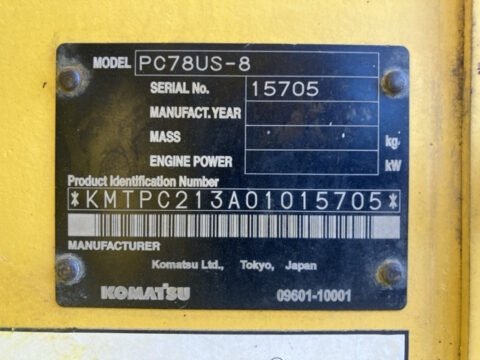 MODEL PC78US-8
SERIAL No. 15705
MANUFACT. YEAR
MASS kg
ENGINE POWER kW
Product Identification Number
*KMTPC213A01015705*
MANUFACTURER
Komatsu Ltd., Tokyo, Japan
KOMATSU 09601-10001